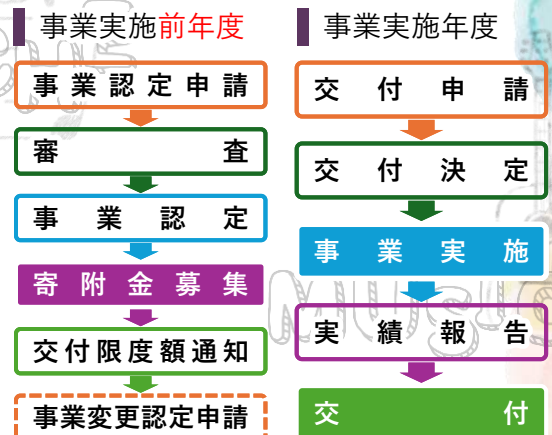 事業実施前年度
事業認定申請
審査
事業認定
寄附金募集
交付限度額通知
事業変更認定申請
事業実施年度
交付申請
交付決定
事業実施
実績報告
交付
MUSIC